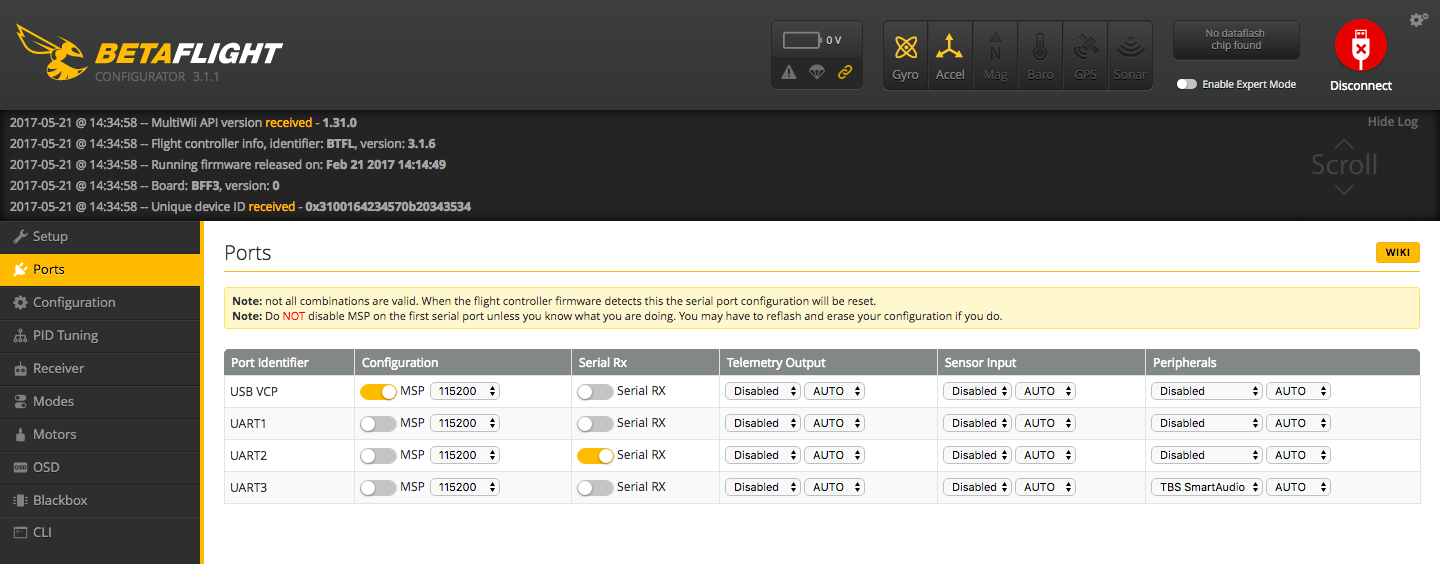 BETAFLIGHT
CONFIGURATOR 3.1.1
0 V
Gyro
Accel
Mag
Baro
GPS
Sonar
No dataflash
chip found
Enable Expert Mode
Disconnect
2017-05-21 @ 14:34:58 -- MultiWii API version received - 1.31.0
2017-05-21 @ 14:34:58 -- Flight controller info, identifier: BTFL, version: 3.1.6
2017-05-21 @ 14:34:58 -- Running firmware released on: Feb 21 2017 14:14:49
2017-05-21 @ 14:34:58 -- Board: BFF3, version: 0
2017-05-21 @ 14:34:58 -- Unique device ID received - 0x3100164234570b20343534
Hide Log
Scroll
Setup
Ports
Configuration
PID Tuning
Receiver
Modes
Motors
OSD OSD
Blackbox
CLI
Ports
WIKI
Note: not all combinations are valid. When the flight controller firmware detects this the serial port configuration will be reset.
Note: Do NOT disable MSP on the first serial port unless you know what you are doing. You may have to reflash and erase your configuration if you do.
Port Identifier Configuration Serial Rx Telemetry Output Sensor Input Peripherals
USB VCP MSP 115200 Serial RX Disabled AUTO Disabled AUTO Disabled AUTO
UART1 MSP 115200 Serial RX Disabled AUTO Disabled AUTO Disabled AUTO
UART2 MSP 115200 Serial RX Disabled AUTO Disabled AUTO Disabled AUTO
UART3 MSP 115200 Serial RX Disabled AUTO Disabled AUTO TBS SmartAudio AUTO